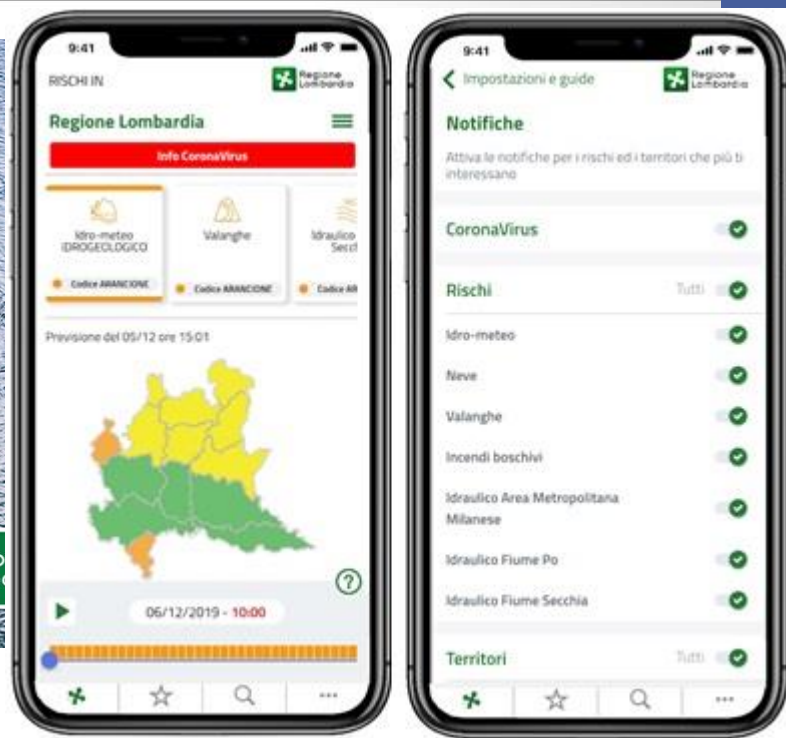 9:41
RISCHI IN
Regione
Lombardia
Regione Lombardia
Info CoronaVirus
Idro-meteo
IDROGEOLOGICO
Codice ARANCIONE
Valanghe
Codice ARANCIONE
Idraulico
Secch
Codice AR
Previsione del 05/12 ore 15:01
?
06/12/2019 - 10:00
9:41
Impostazioni e guide
Regione
Lombardia
Notifiche
Attiva le notifiche per i rischi ed i territori che più ti
interessano
CoronaVirus
Rischi
Tutti
Idro-meteo
Neve
Valanghe
Incendi boschivi
Idraulico Area Metropolitana
Milanese
Idraulico Fiume Po
Idraulico Fiume Secchia
Territori
Tutti